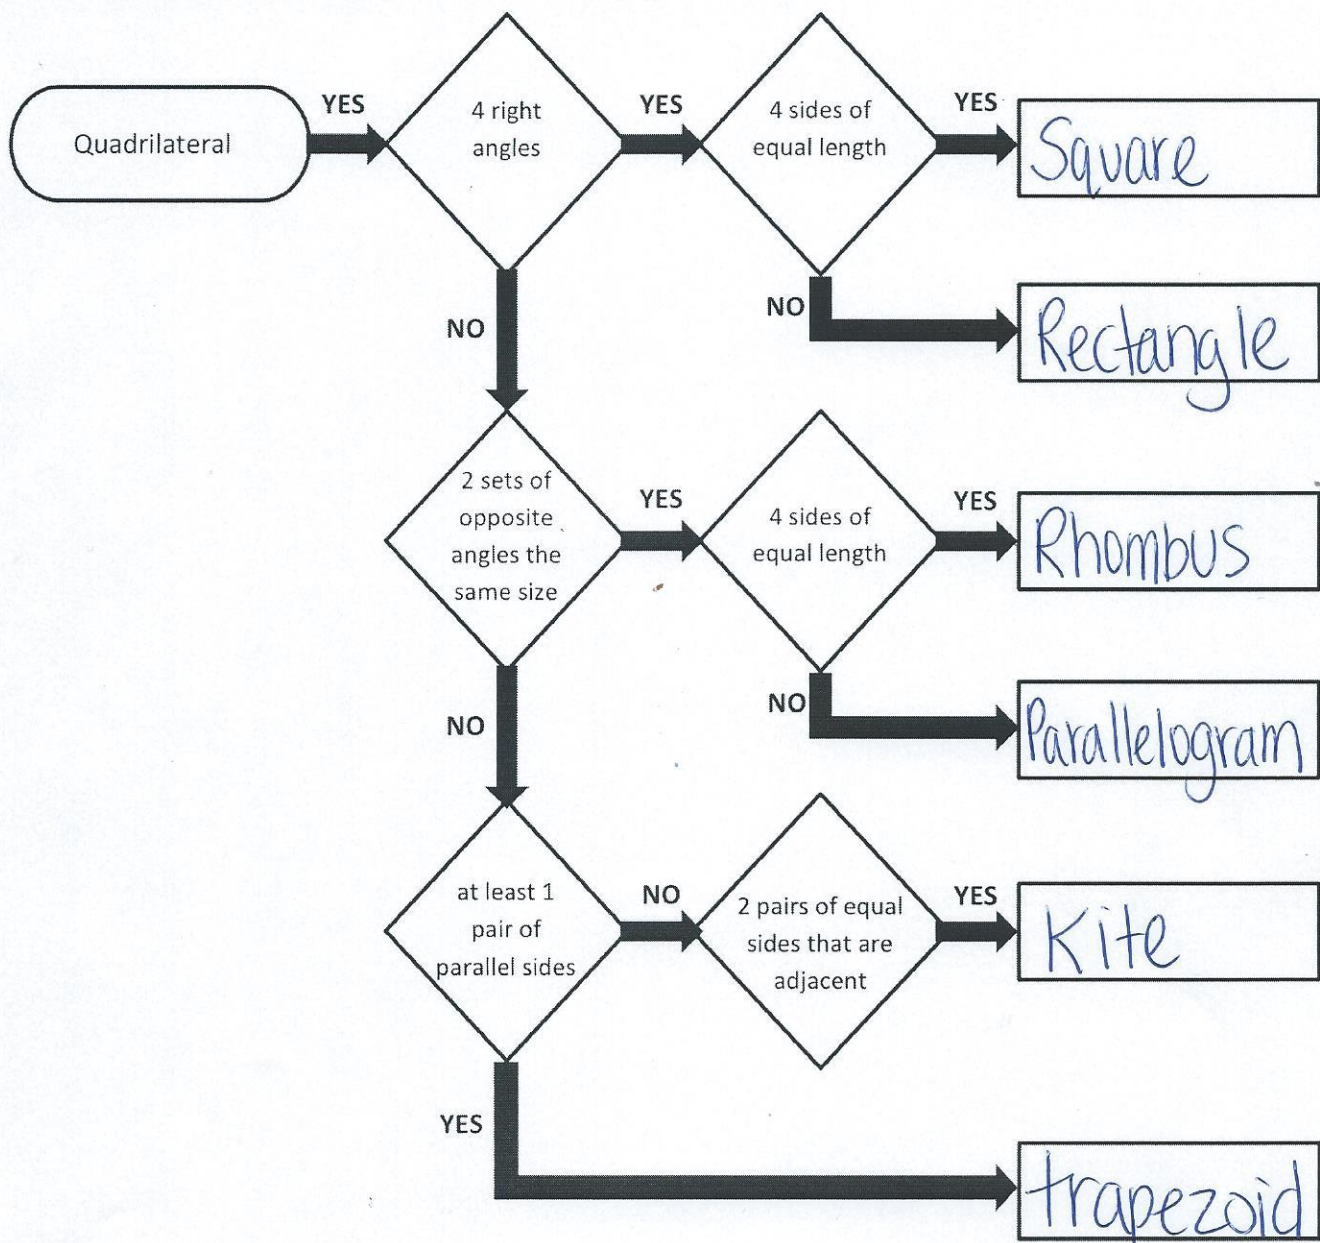 Quadrilateral
YES
4 right
angles
YES
4 sides of
equal length
YES
Square
NO
NO
Rectangle
2 sets of
opposite
angles the
same size
YES
4 sides of
equal length
YES
Rhombus
NO
NO
Parallelogram
at least 1
pair of
parallel sides
NO
2 pairs of equal
sides that are
adjacent
YES
Kite
YES
trapezoid